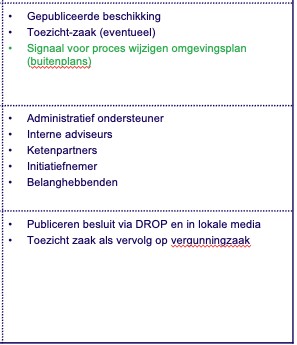 • Gepubliceerde beschikking
• Toezicht-zaak (eventueel)
• Signaal voor proces wijzigen omgevingsplan
(buitenplans)
• Administratief ondersteuner
• Interne adviseurs
• Ketenpartners
• Initiatiefnemer
• Belanghebbenden
• Publiceren besluit via DROP en in lokale media
• Toezicht zaak als vervolg op vergunningzaak